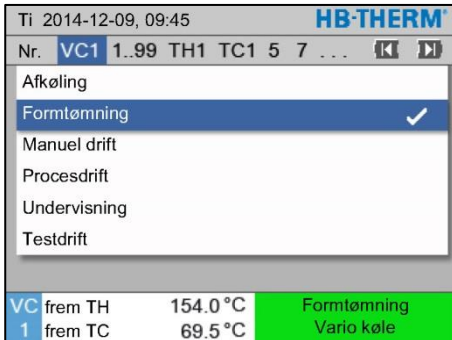 Ti 2014-12-09, 09:45 HB-THERM®
Nr. VC1 1..99 TH1 TC1 5 7 ...
Afkøling
Formtømning
Manuel drift
Procesdrift
Undervisning
Testdrift
VC frem TH 154.0 °C Formtømning
1 frem TC 69.5 °C Vario køle